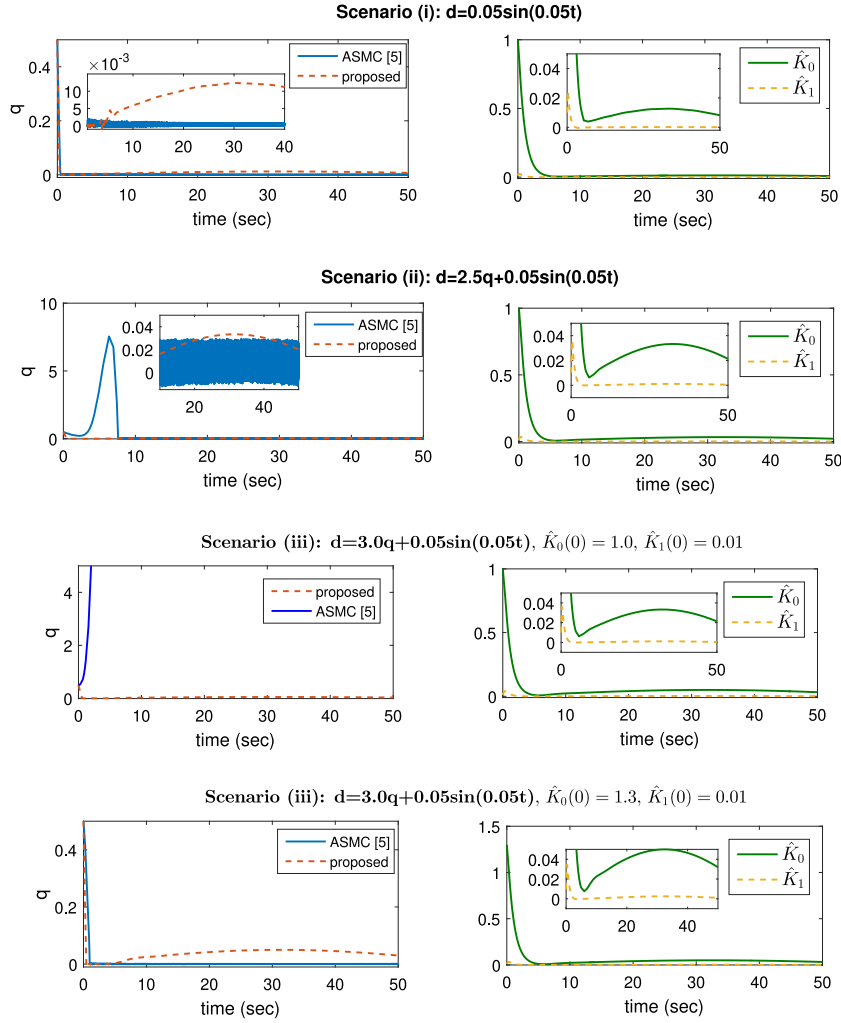 Scenario (i): d=0.05sin(0.05t)
q
0.4
0.2
0
0 10 20 30 40 50
time (sec)
×10⁻³
10
5
0
10 20 30 40
ASMC [5]
proposed
1
0.5
0
0 10 20 30 40 50
time (sec)
0.04
0.02
0
0 50
K̂₀
K̂₁
Scenario (ii): d=2.5q+0.05sin(0.05t)
q
10
5
0
0 10 20 30 40 50
time (sec)
0.04
0.02
0
20 40
ASMC [5]
proposed
1
0.5
0
0 10 20 30 40 50
time (sec)
0.04
0.02
0
0 50
K̂₀
K̂₁
Scenario (iii): d=3.0q+0.05sin(0.05t), K̂₀(0) = 1.0, K̂₁(0) = 0.01
q
4
2
0
0 10 20 30 40 50
time (sec)
proposed
ASMC [5]
1
0.5
0
0 10 20 30 40 50
time (sec)
0.04
0.02
0
0 50
K̂₀
K̂₁
Scenario (iii): d=3.0q+0.05sin(0.05t), K̂₀(0) = 1.3, K̂₁(0) = 0.01
q
0.4
0.2
0
0 10 20 30 40 50
time (sec)
ASMC [5]
proposed
1.5
1
0.5
0
0 10 20 30 40 50
time (sec)
0.04
0.02
0
0 20 40
K̂₀
K̂₁